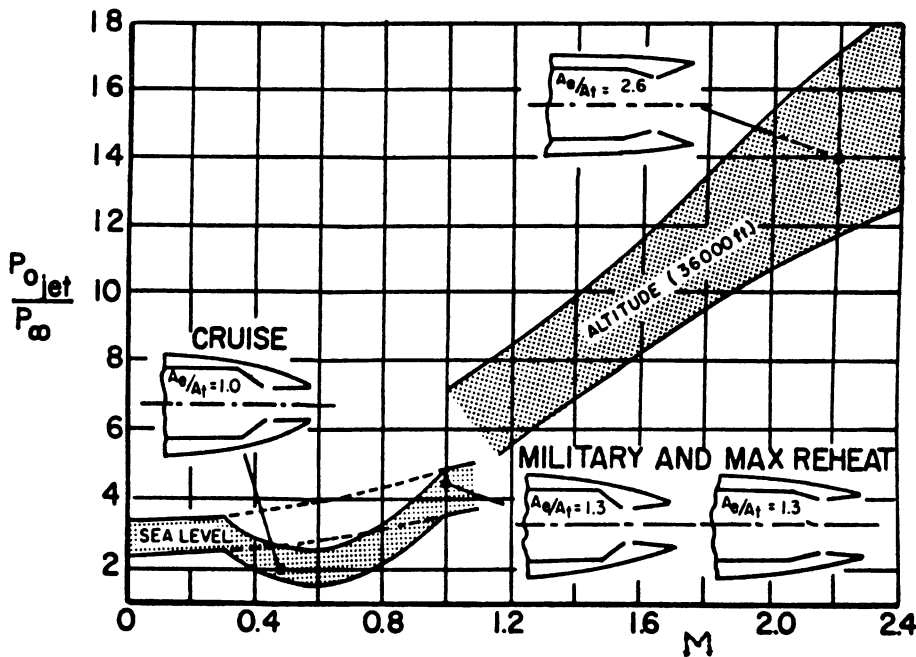 18
16
14
12
10
8
6
4
2
P0jet
P∞
CRUISE
Ae/At=1.0
Ae/At= 2.6
ALTITUDE (36000ft)
MILITARY AND MAX REHEAT
Ae/At=1.3
Ae/At=1.3
SEA LEVEL
0 0.4 0.8 1.2 1.6 2.0 2.4
M